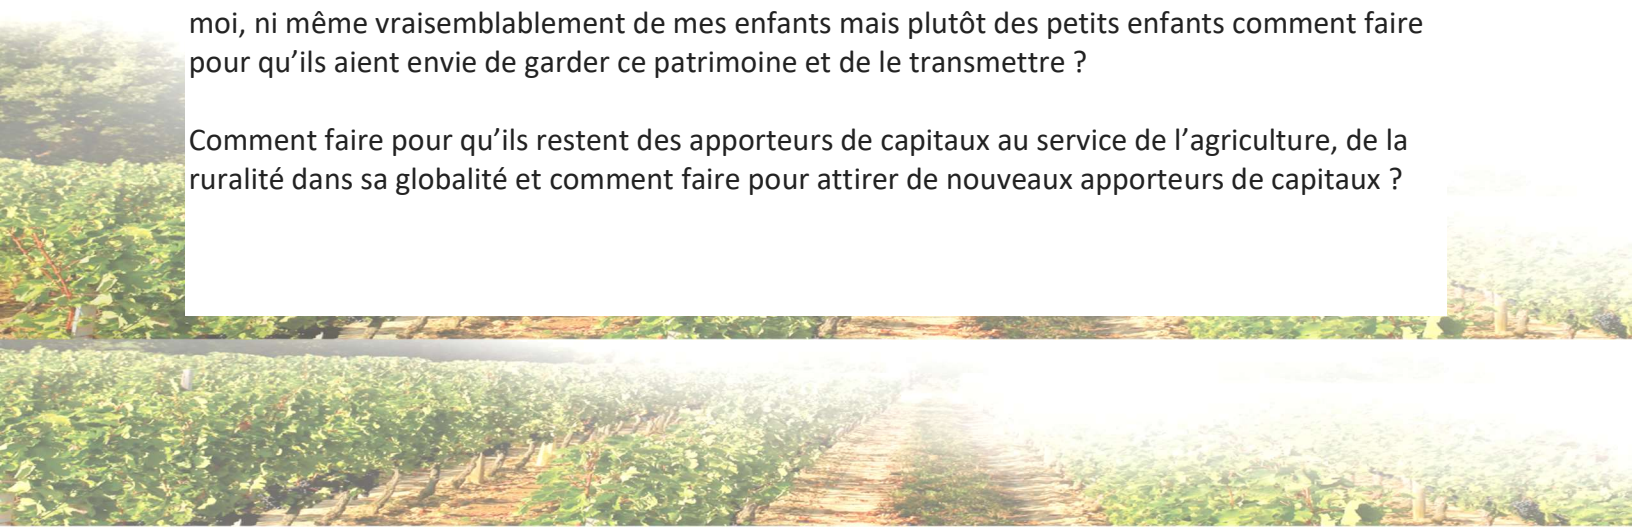 moi, ni même vraisemblablement de mes enfants mais plutôt des petits enfants comment faire
pour qu’ils aient envie de garder ce patrimoine et de le transmettre ?
Comment faire pour qu’ils restent des apporteurs de capitaux au service de l’agriculture, de la
ruralité dans sa globalité et comment faire pour attirer de nouveaux apporteurs de capitaux ?